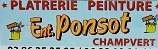 PLATRERIE PEINTURE
Ent. Ponsot
CHAMPVERT